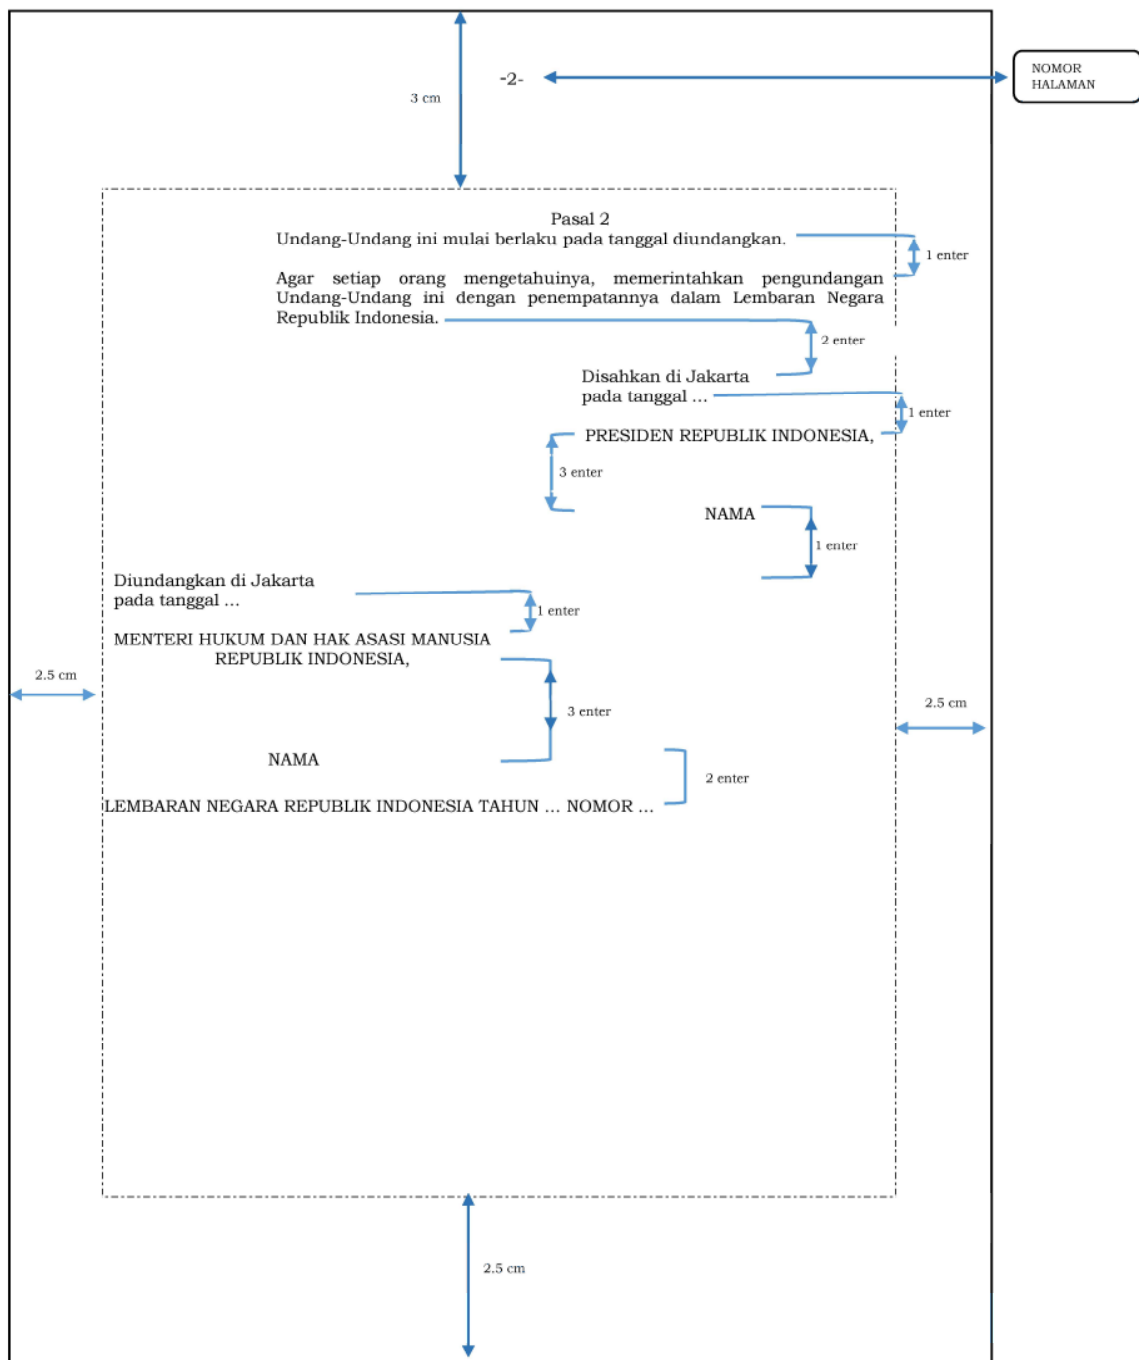 -2-
NOMOR
HALAMAN
3 cm
Pasal 2
Undang-Undang ini mulai berlaku pada tanggal diundangkan.
1 enter
Agar setiap orang mengetahuinya, memerintahkan pengundangan
Undang-Undang ini dengan penempatannya dalam Lembaran Negara
Republik Indonesia.
2 enter
Disahkan di Jakarta
pada tanggal ...
1 enter
PRESIDEN REPUBLIK INDONESIA,
3 enter
NAMA
1 enter
Diundangkan di Jakarta
pada tanggal ...
1 enter
MENTERI HUKUM DAN HAK ASASI MANUSIA
REPUBLIK INDONESIA,
2.5 cm
2.5 cm
3 enter
NAMA
2 enter
LEMBARAN NEGARA REPUBLIK INDONESIA TAHUN ... NOMOR ...
2.5 cm